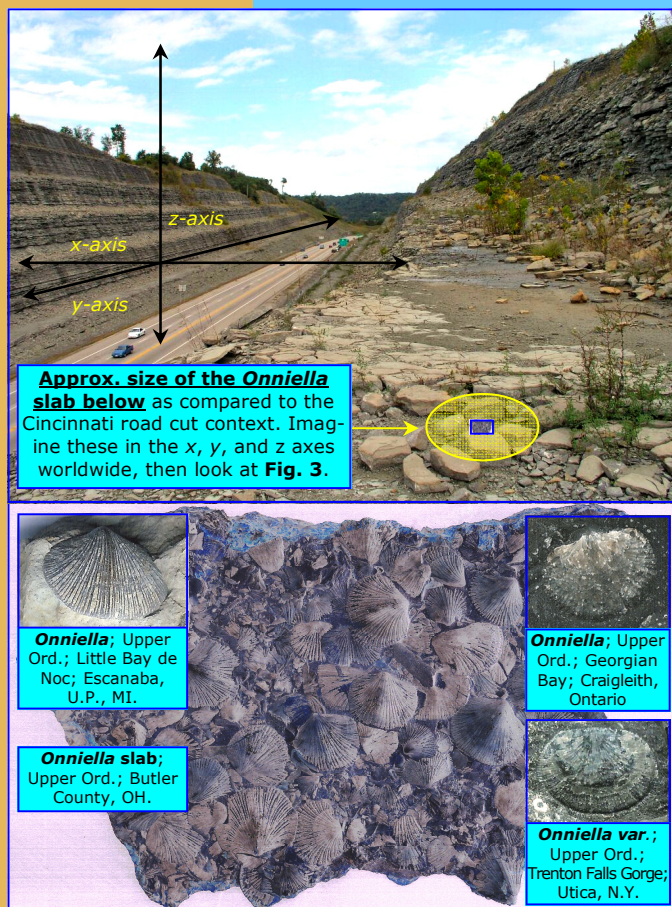 z-axis
x-axis
y-axis
Approx. size of the Onniella
slab below as compared to the
Cincinnati road cut context. Imag-
ine these in the x, y, and z axes
worldwide, then look at Fig. 3.
Onniella; Upper
Ord.; Little Bay de
Noc; Escanaba,
U.P., MI.
Onniella slab;
Upper Ord.; Butler
County, OH.
Onniella; Upper
Ord.; Georgian
Bay; Craigleith,
Ontario
Onniella var.;
Upper Ord.;
Trenton Falls Gorge;
Utica, N.Y.